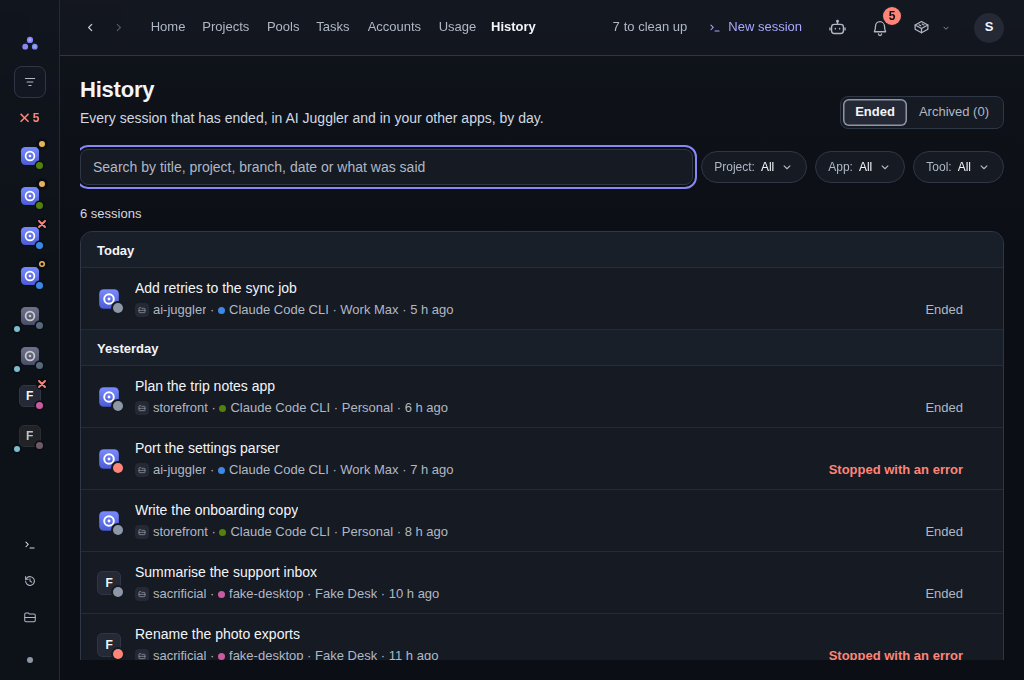 Home Projects Pools Tasks Accounts Usage History 7 to clean up New session 5 S
5
History
Every session that has ended, in AI Juggler and in your other apps, by day.
Ended Archived (0)
Search by title, project, branch, date or what was said
Project: All App: All Tool: All
6 sessions
Today
Add retries to the sync job
ai-juggler · Claude Code CLI · Work Max · 5 h ago Ended
Yesterday
Plan the trip notes app
storefront · Claude Code CLI · Personal · 6 h ago Ended
Port the settings parser
ai-juggler · Claude Code CLI · Work Max · 7 h ago Stopped with an error
Write the onboarding copy
storefront · Claude Code CLI · Personal · 8 h ago Ended
F
Summarise the support inbox
sacrificial · fake-desktop · Fake Desk · 10 h ago Ended
F
Rename the photo exports
sacrificial · fake-desktop · Fake Desk · 11 h ago Stopped with an error
F
F